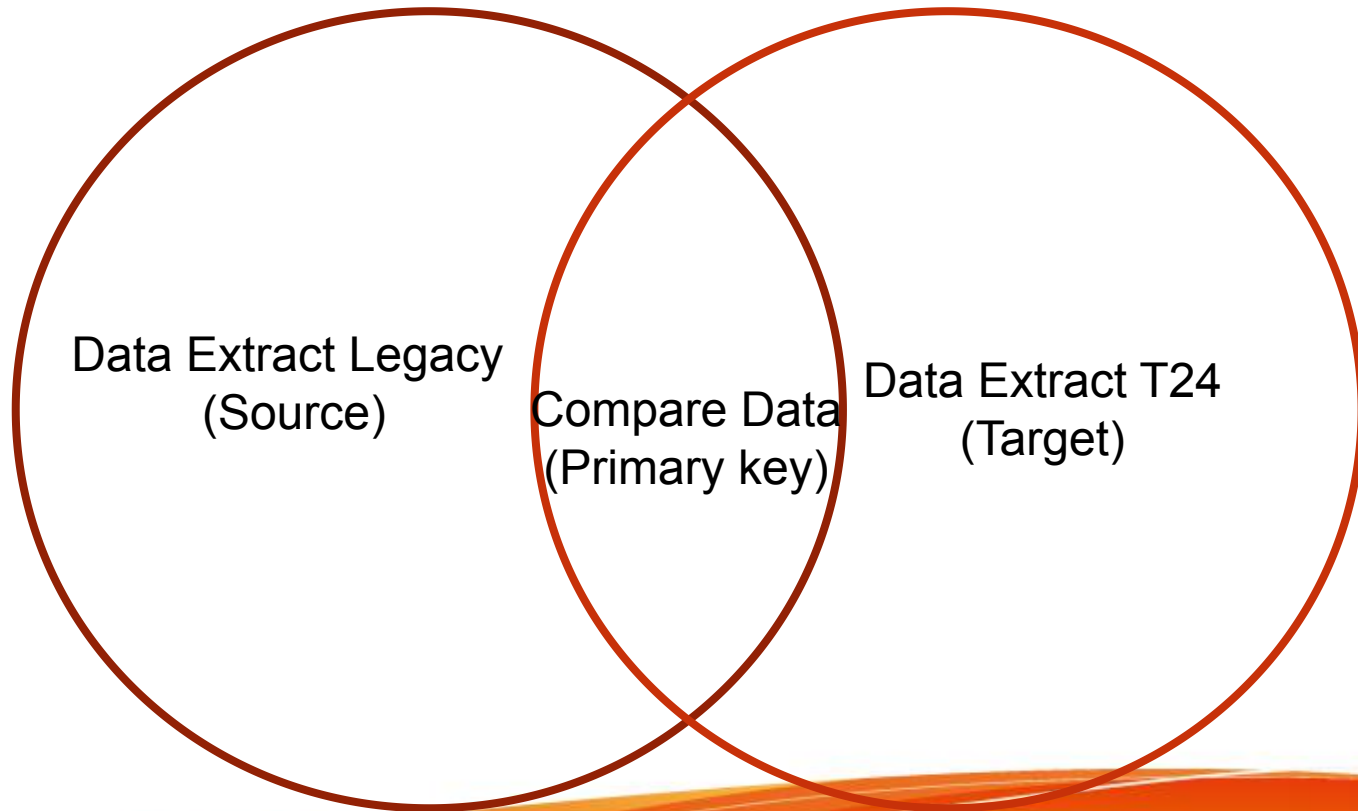 Data Extract Legacy
(Source)
Compare Data
(Primary key)
Data Extract T24
(Target)